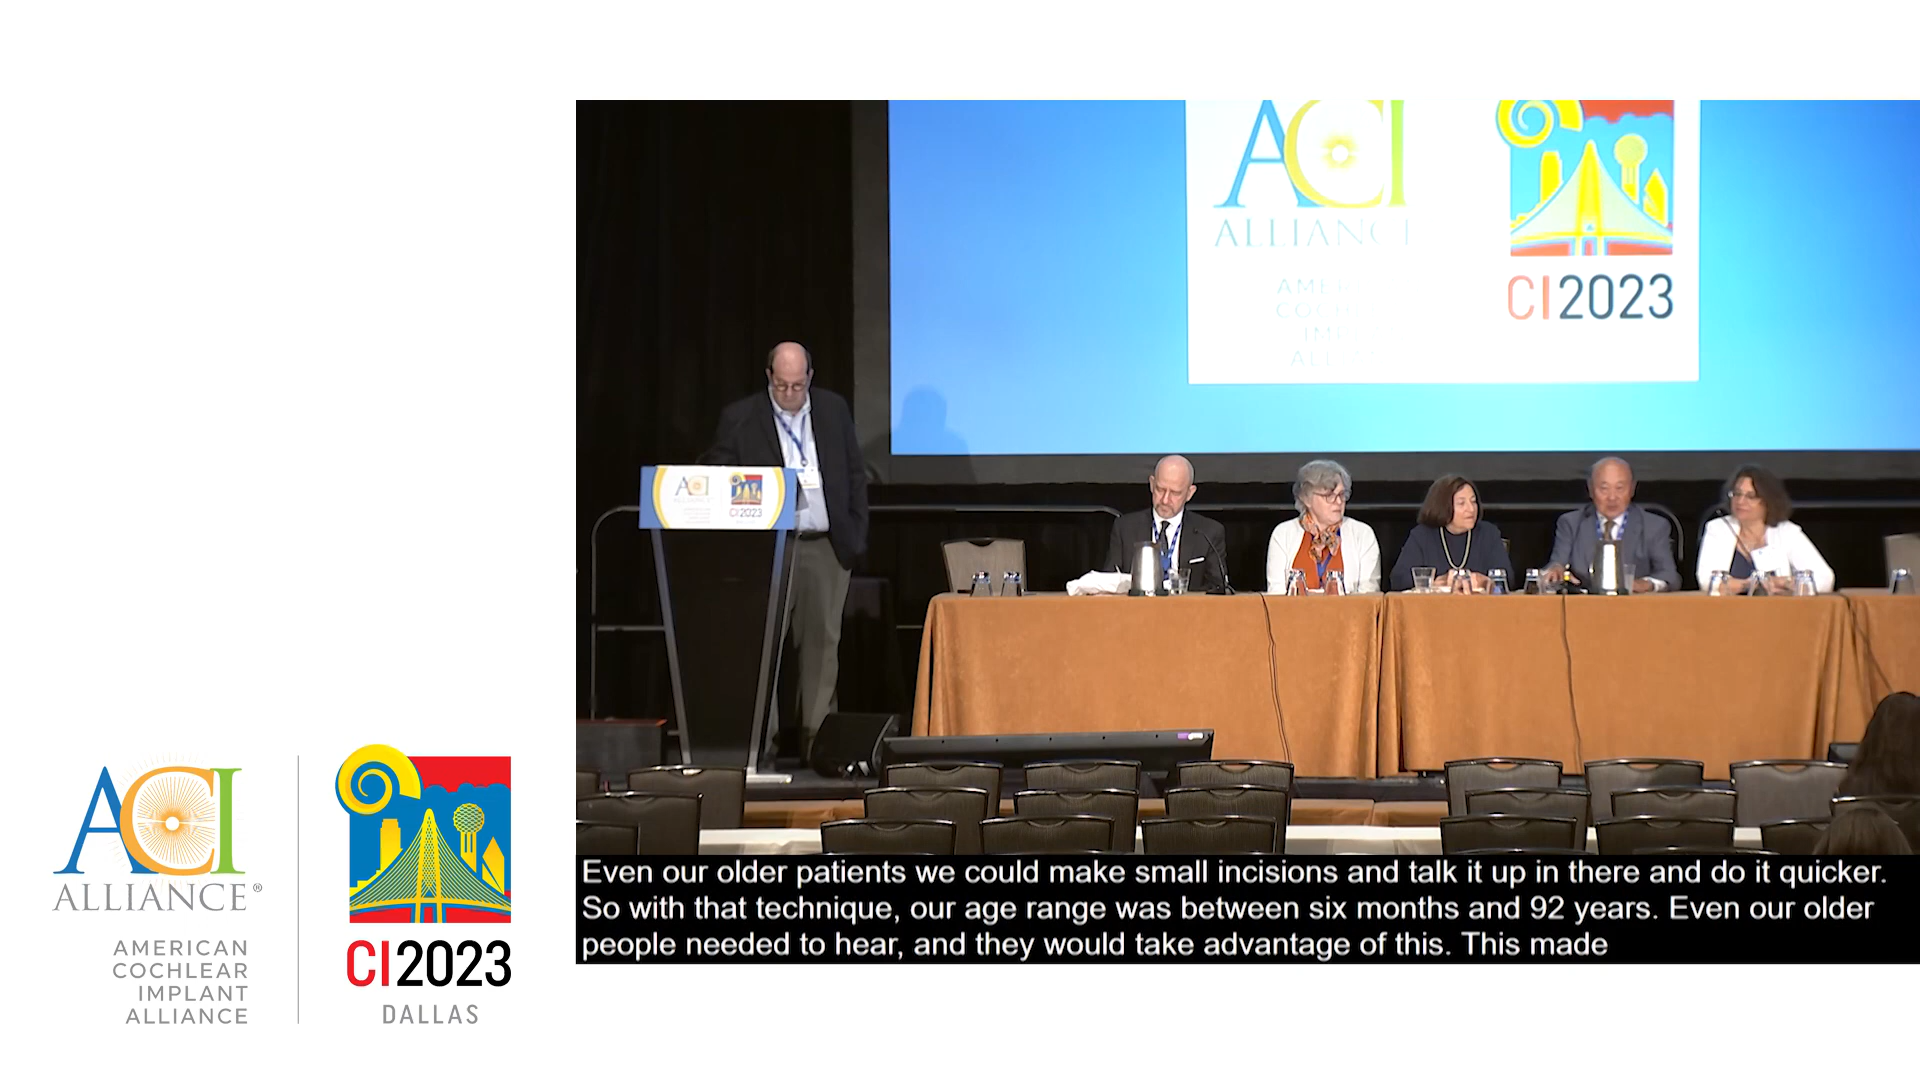 ACI
ALLIANCE
CI2023
ACI
ALLIANCE
CI2023
ACI
ALLIANCE®
AMERICAN
COCHLEAR
IMPLANT
ALLIANCE
CI2023
DALLAS
Even our older patients we could make small incisions and talk it up in there and do it quicker.
So with that technique, our age range was between six months and 92 years. Even our older
people needed to hear, and they would take advantage of this. This made